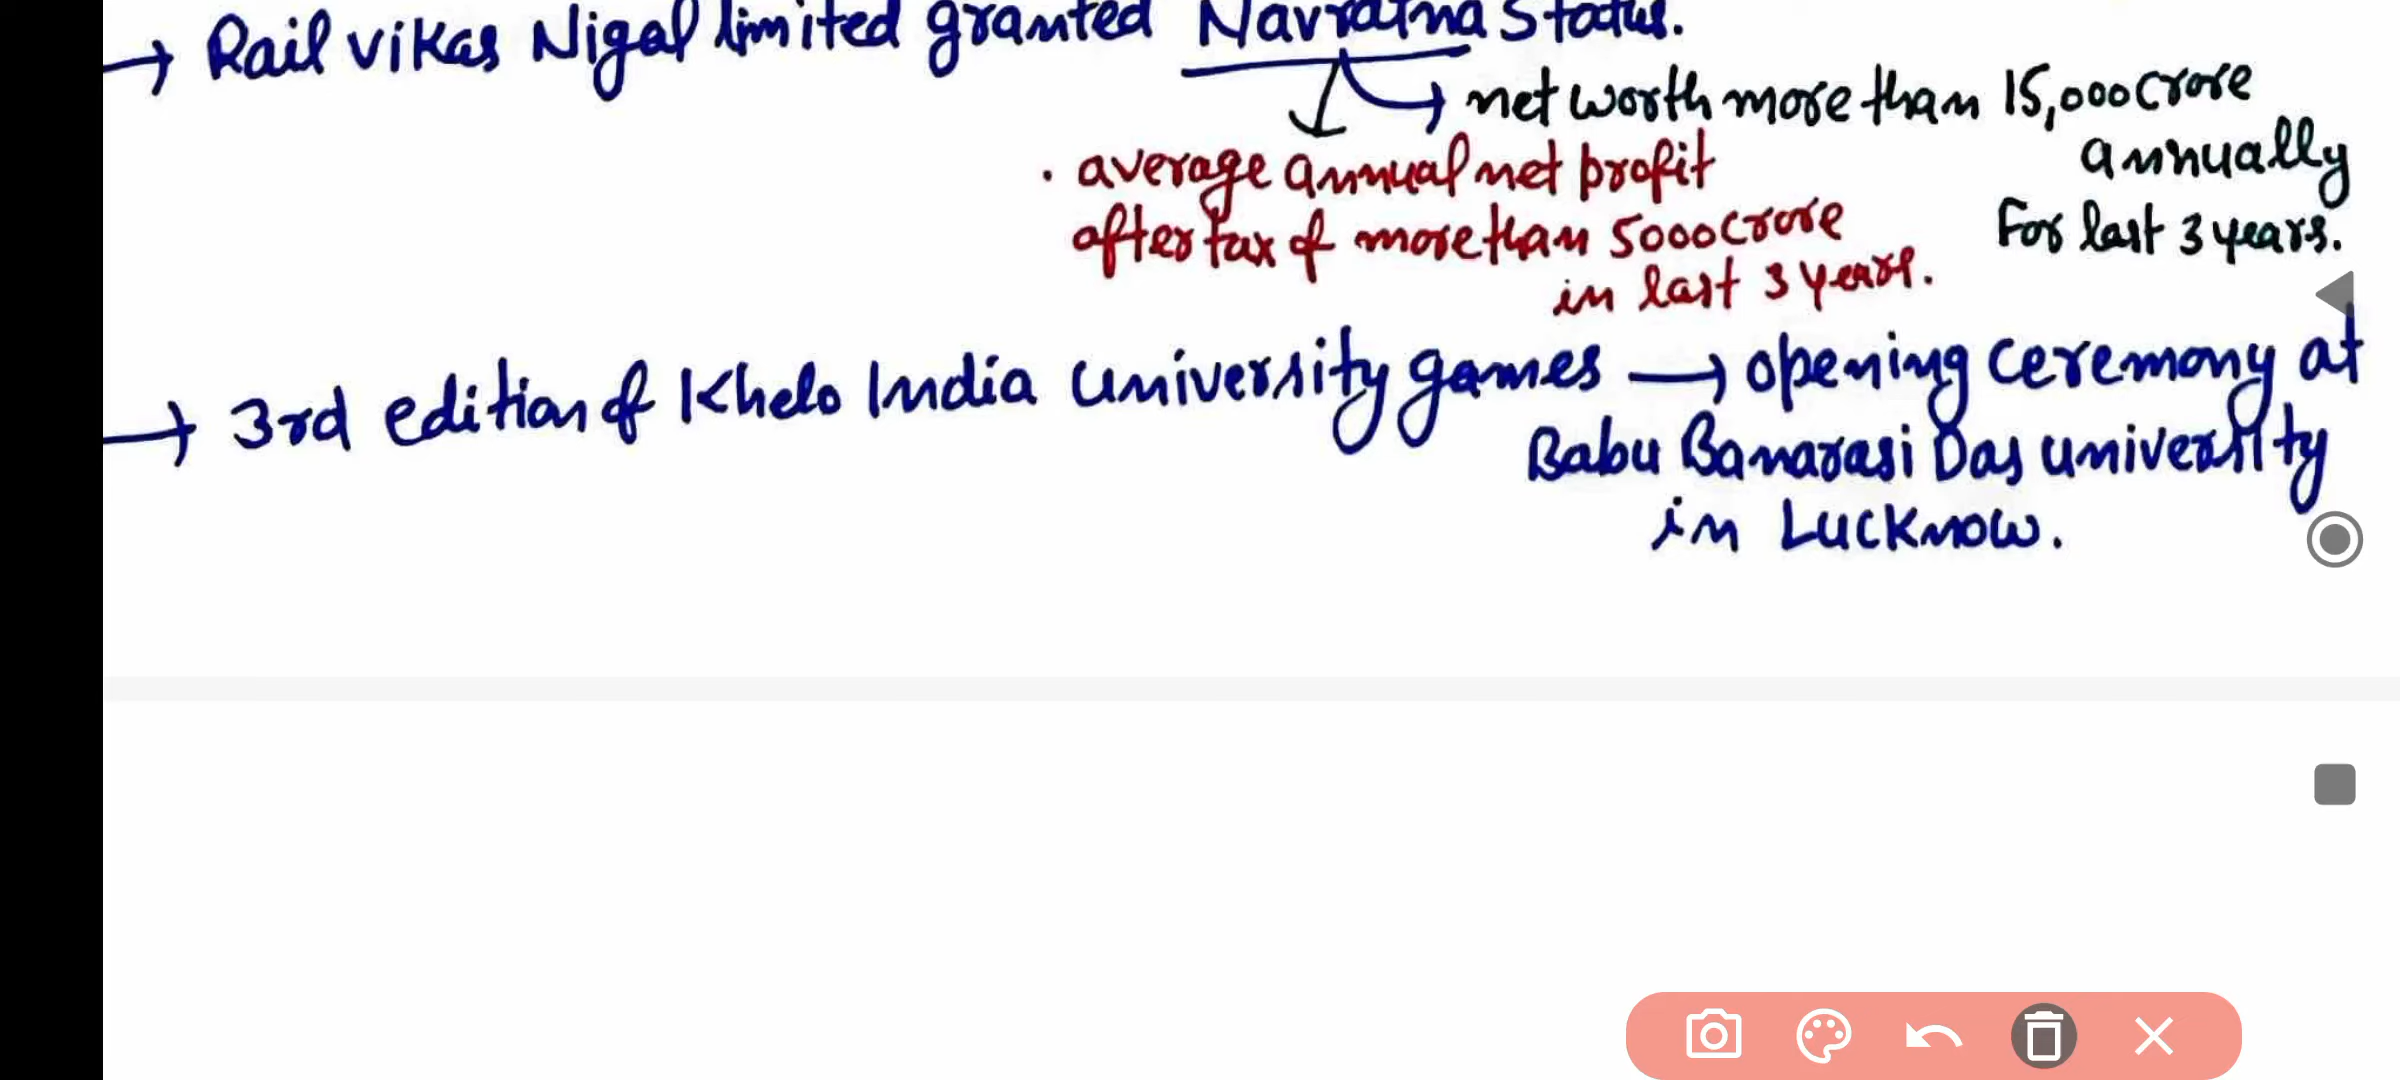 → Rail vikas Nigal limited granted Navratna Status.
→ net worth more than 15,000 crore
annually
For last 3 years.
. average annual net profit
after tax of more than 5000 crore
in last 3 years.
→ 3rd edition of Khelo India university games → opening ceremony at
Babu Banarasi Das university
in Lucknow.